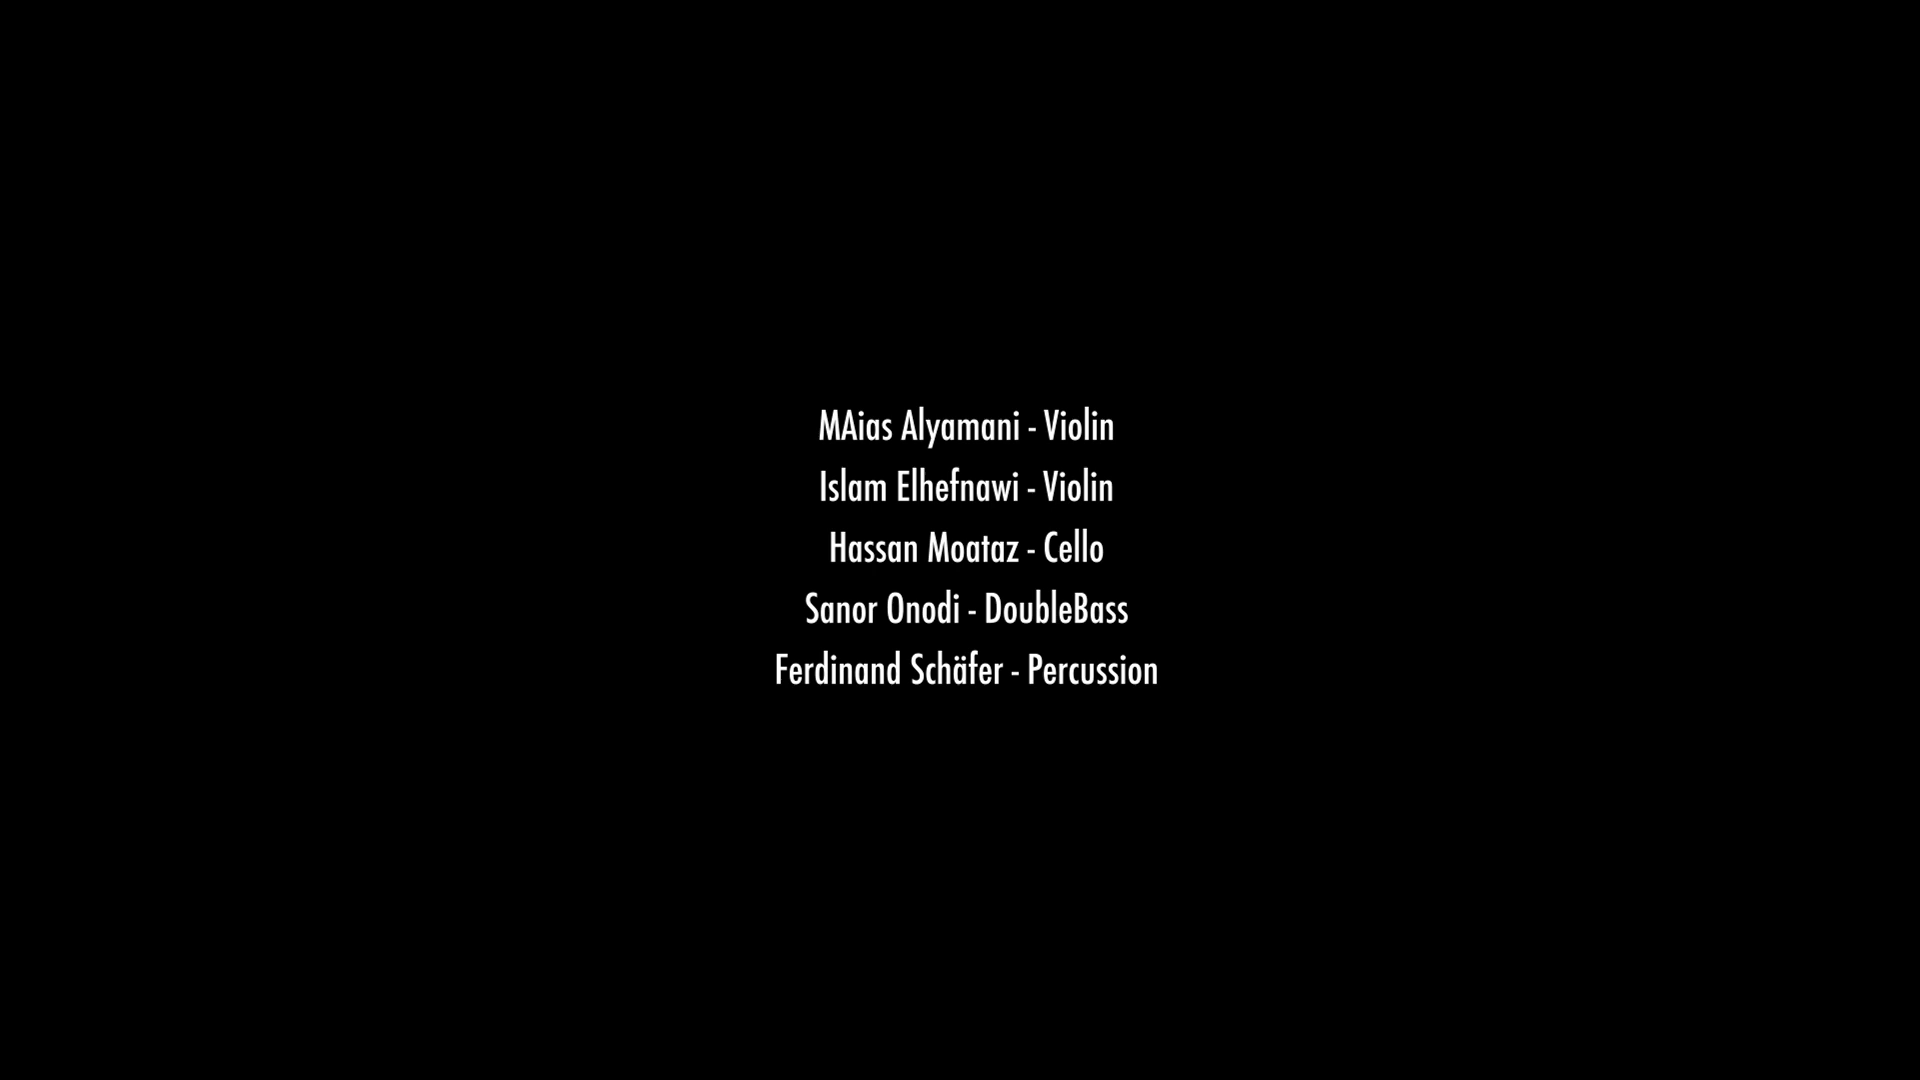 MAias Alyamani - Violin
Islam Elhefnawi - Violin
Hassan Moataz - Cello
Sanor Onodi - DoubleBass
Ferdinand Schäfer - Percussion